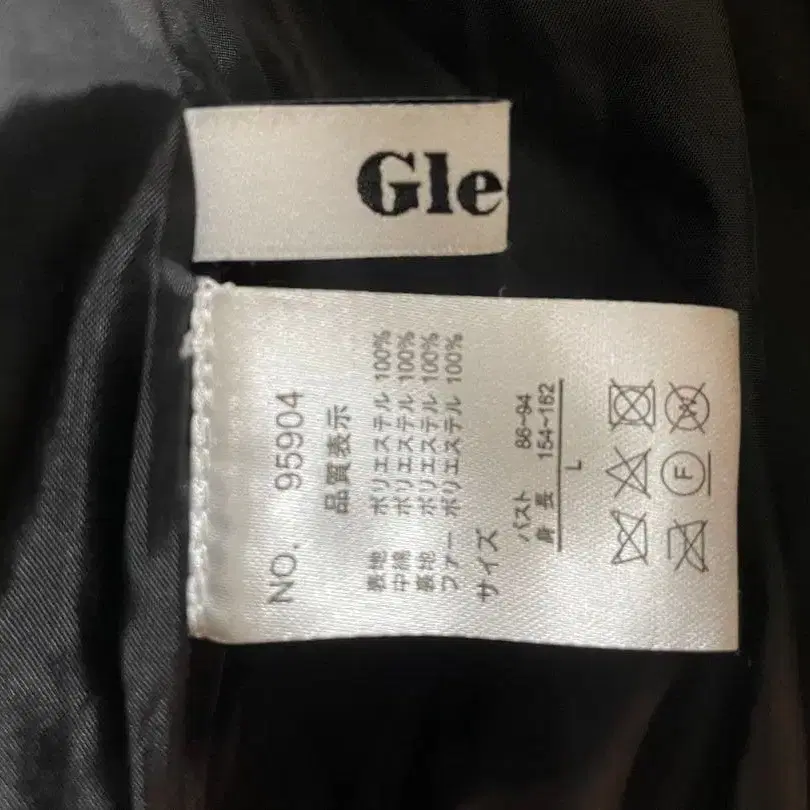 Gle
NO. 95904
品質表示
表地 ポリエステル 100%
中綿 ポリエステル 100%
裏地 ポリエステル 100%
ファー ポリエステル 100%
サイズ
バスト 86~94
身長 154~162
L
W
F